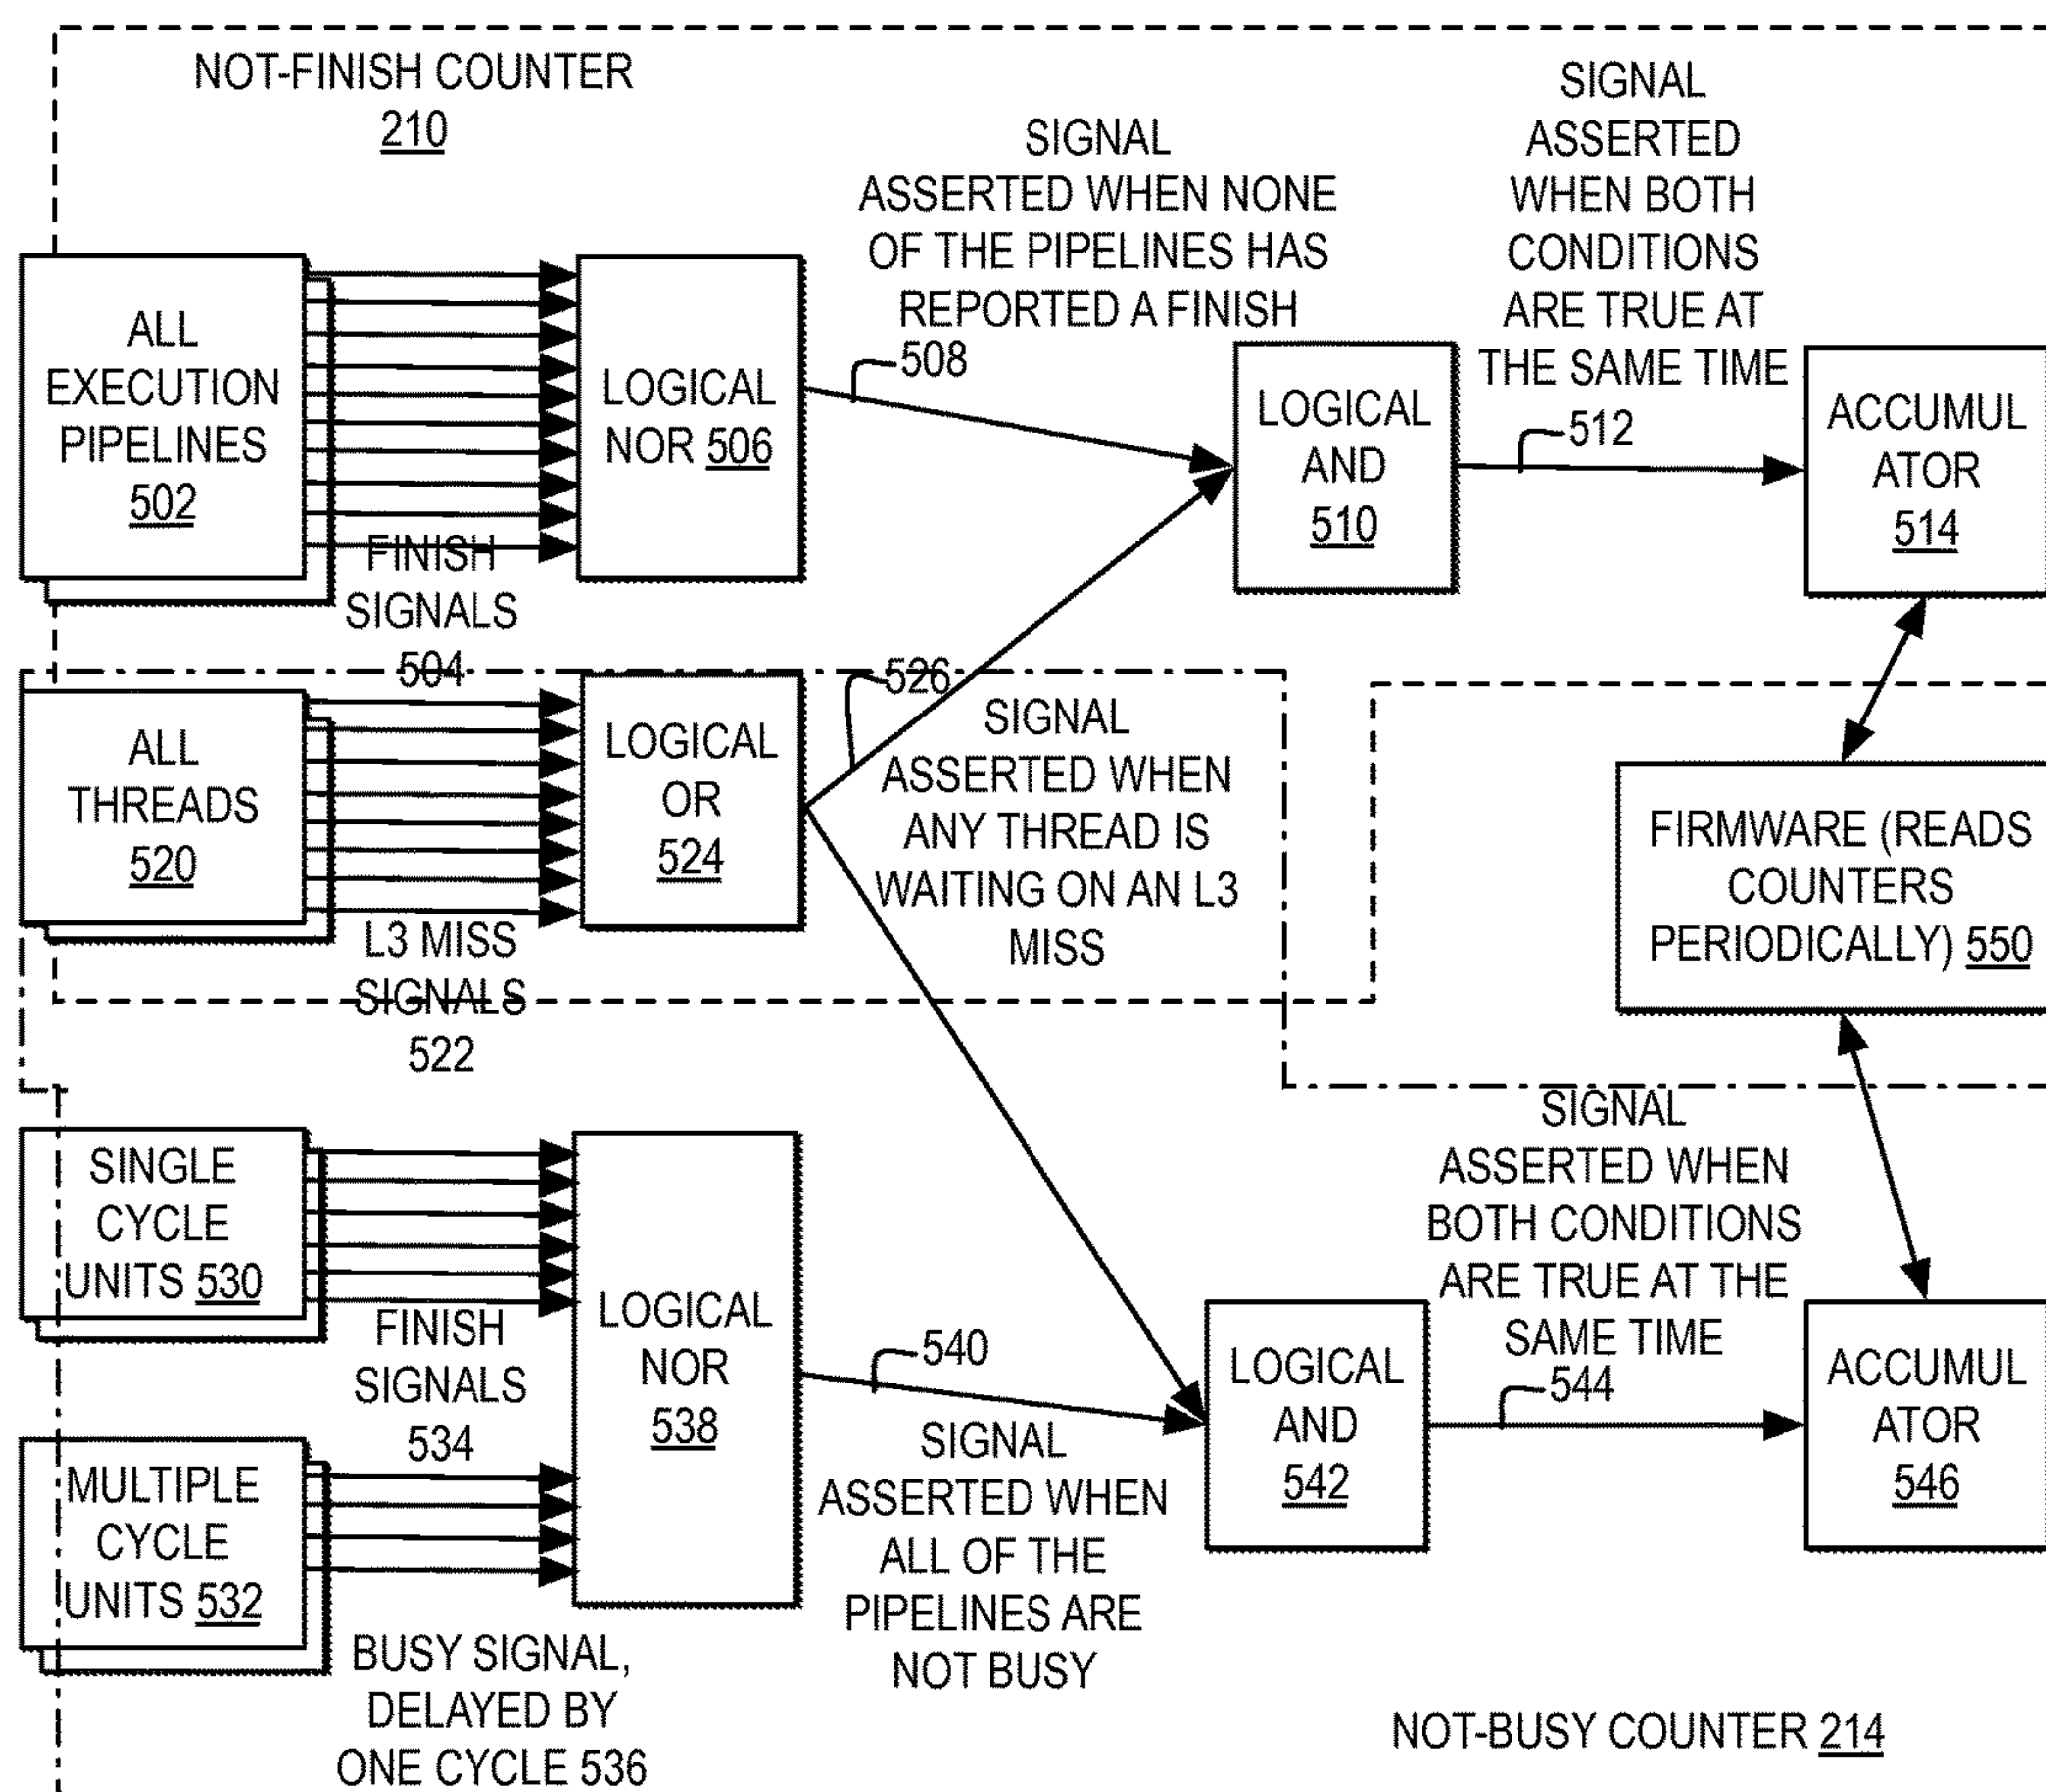 NOT-FINISH COUNTER
210
SIGNAL
ASSERTED WHEN NONE
OF THE PIPELINES HAS
REPORTED A FINISH
508
SIGNAL
ASSERTED
WHEN BOTH
CONDITIONS
ARE TRUE AT
THE SAME TIME
512
ALL
EXECUTION
PIPELINES
502
FINISH
SIGNALS
504
LOGICAL
NOR 506
LOGICAL
AND
510
ACCUMUL
ATOR
514
ALL
THREADS
520
L3 MISS
SIGNALS
522
LOGICAL
OR
524
526
SIGNAL
ASSERTED WHEN
ANY THREAD IS
WAITING ON AN L3
MISS
FIRMWARE (READS
COUNTERS
PERIODICALLY) 550
SINGLE
CYCLE
UNITS 530
FINISH
SIGNALS
534
MULTIPLE
CYCLE
UNITS 532
BUSY SIGNAL,
DELAYED BY
ONE CYCLE 536
LOGICAL
NOR
538
540
SIGNAL
ASSERTED WHEN
ALL OF THE
PIPELINES ARE
NOT BUSY
LOGICAL
AND
542
SIGNAL
ASSERTED WHEN
BOTH CONDITIONS
ARE TRUE AT THE
SAME TIME
544
ACCUMUL
ATOR
546
NOT-BUSY COUNTER 214